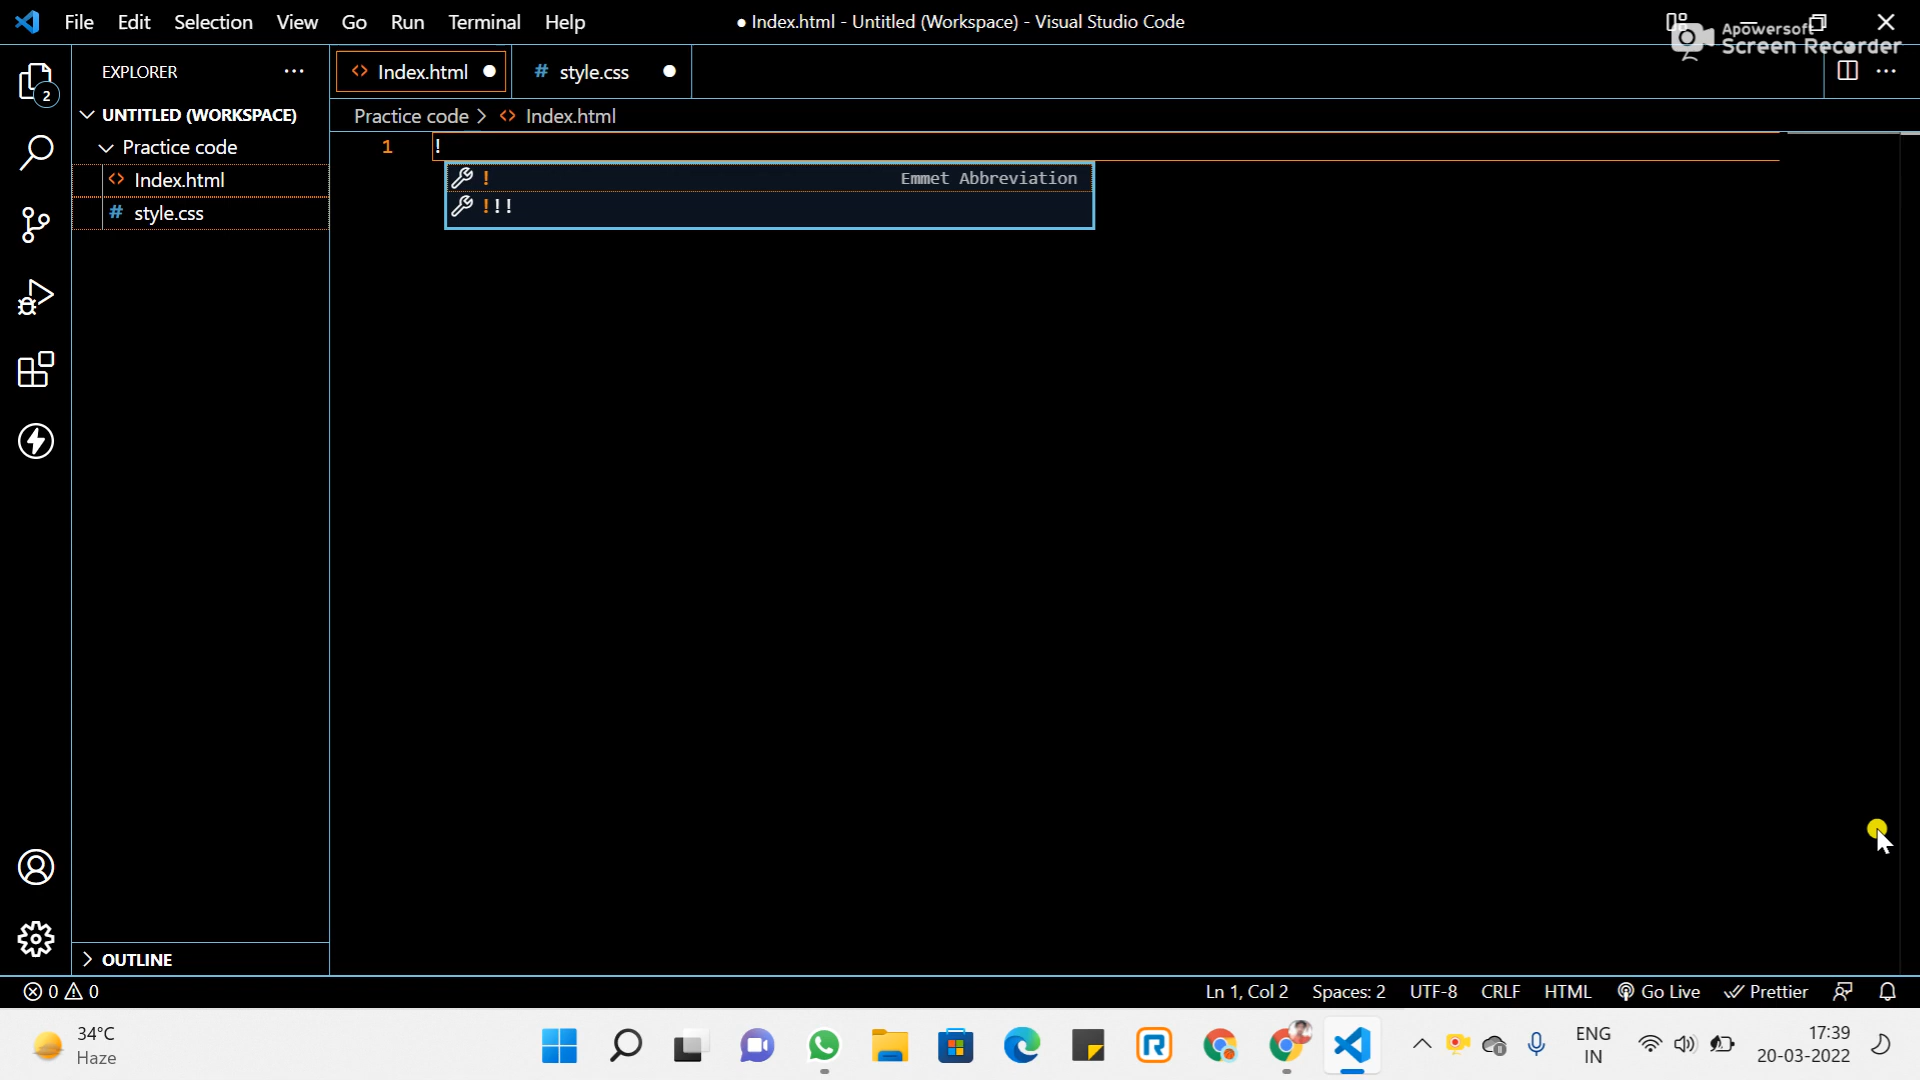 File Edit Selection View Go Run Terminal Help
● Index.html - Untitled (Workspace) - Visual Studio Code
Apowersoft
Screen Recorder
EXPLORER
Index.html
# style.css
2
UNTITLED (WORKSPACE)
Practice code > Index.html
Practice code
1 !
Index.html
! Emmet Abbreviation
!!!
# style.css
OUTLINE
0 0
Ln 1, Col 2 Spaces: 2 UTF-8 CRLF HTML Go Live Prettier
34°C
Haze
ENG
IN
17:39
20-03-2022